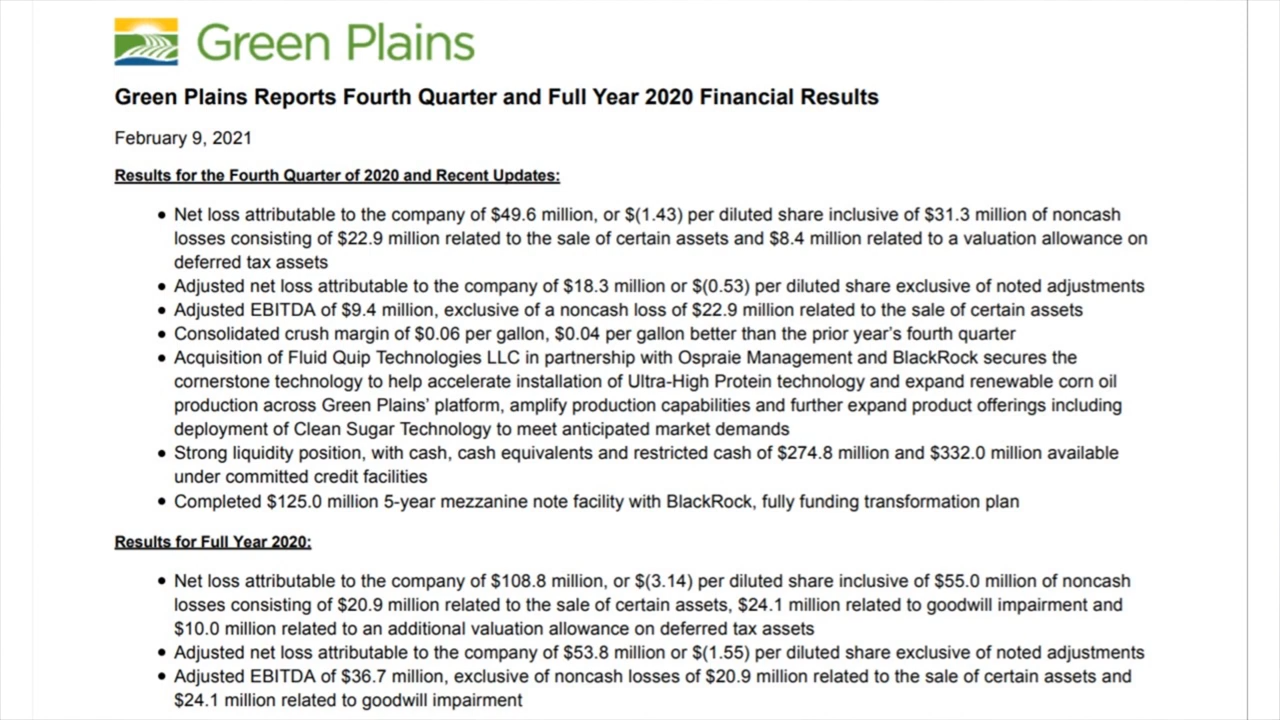 Green Plains
Green Plains Reports Fourth Quarter and Full Year 2020 Financial Results
February 9, 2021
Results for the Fourth Quarter of 2020 and Recent Updates:
• Net loss attributable to the company of $49.6 million, or $(1.43) per diluted share inclusive of $31.3 million of noncash
losses consisting of $22.9 million related to the sale of certain assets and $8.4 million related to a valuation allowance on
deferred tax assets
• Adjusted net loss attributable to the company of $18.3 million or $(0.53) per diluted share exclusive of noted adjustments
• Adjusted EBITDA of $9.4 million, exclusive of a noncash loss of $22.9 million related to the sale of certain assets
• Consolidated crush margin of $0.06 per gallon, $0.04 per gallon better than the prior year's fourth quarter
• Acquisition of Fluid Quip Technologies LLC in partnership with Ospraie Management and BlackRock secures the
cornerstone technology to help accelerate installation of Ultra-High Protein technology and expand renewable corn oil
production across Green Plains' platform, amplify production capabilities and further expand product offerings including
deployment of Clean Sugar Technology to meet anticipated market demands
• Strong liquidity position, with cash, cash equivalents and restricted cash of $274.8 million and $332.0 million available
under committed credit facilities
• Completed $125.0 million 5-year mezzanine note facility with BlackRock, fully funding transformation plan
Results for Full Year 2020:
• Net loss attributable to the company of $108.8 million, or $(3.14) per diluted share inclusive of $55.0 million of noncash
losses consisting of $20.9 million related to the sale of certain assets, $24.1 million related to goodwill impairment and
$10.0 million related to an additional valuation allowance on deferred tax assets
• Adjusted net loss attributable to the company of $53.8 million or $(1.55) per diluted share exclusive of noted adjustments
• Adjusted EBITDA of $36.7 million, exclusive of noncash losses of $20.9 million related to the sale of certain assets and
$24.1 million related to goodwill impairment